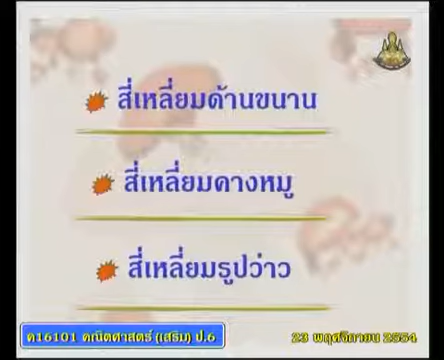 สี่เหลี่ยมด้านขนาน
สี่เหลี่ยมคางหมู
สี่เหลี่ยมรูปว่าว
ค16101 คณิตศาสตร์ (เสริม) ป.6
23 พฤศจิกายน 2554